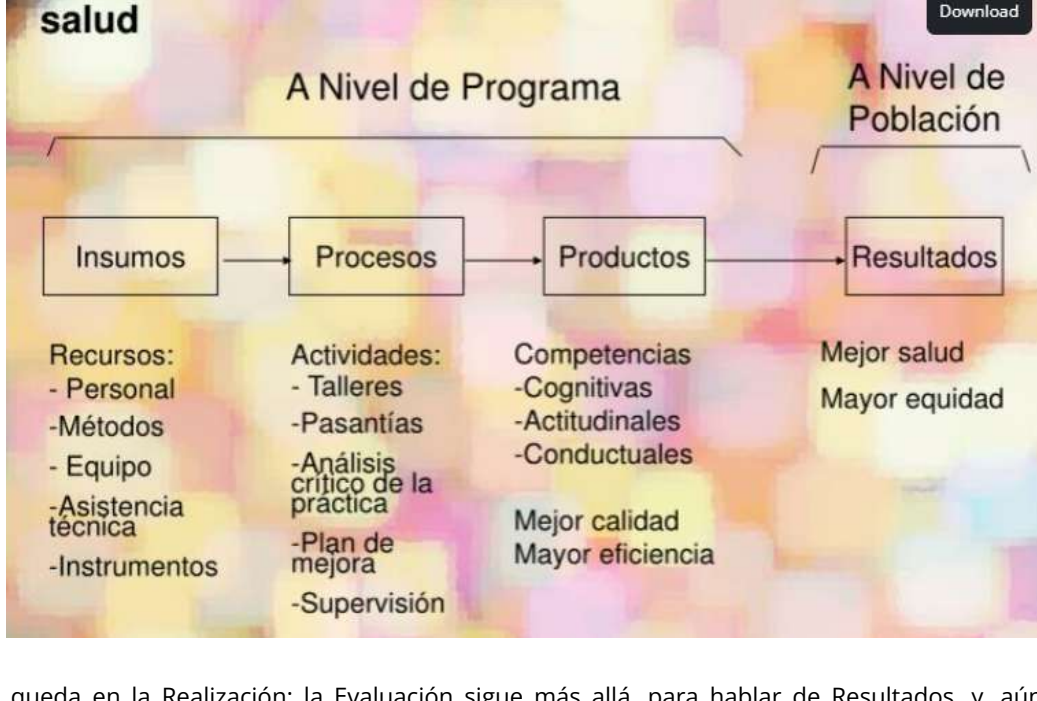 salud
Download
A Nivel de Programa
A Nivel de
Población
Insumos
Procesos
Productos
Resultados
Recursos:
- Personal
-Métodos
- Equipo
-Asistencia
técnica
-Instrumentos
Actividades:
- Talleres
-Pasantías
-Análisis
crítico de la
práctica
-Plan de
mejora
-Supervisión
Competencias
-Cognitivas
-Actitudinales
-Conductuales
Mejor calidad
Mayor eficiencia
Mejor salud
Mayor equidad
queda en la Realización: la Evaluación sigue más allá, para hablar de Resultados, y, aún